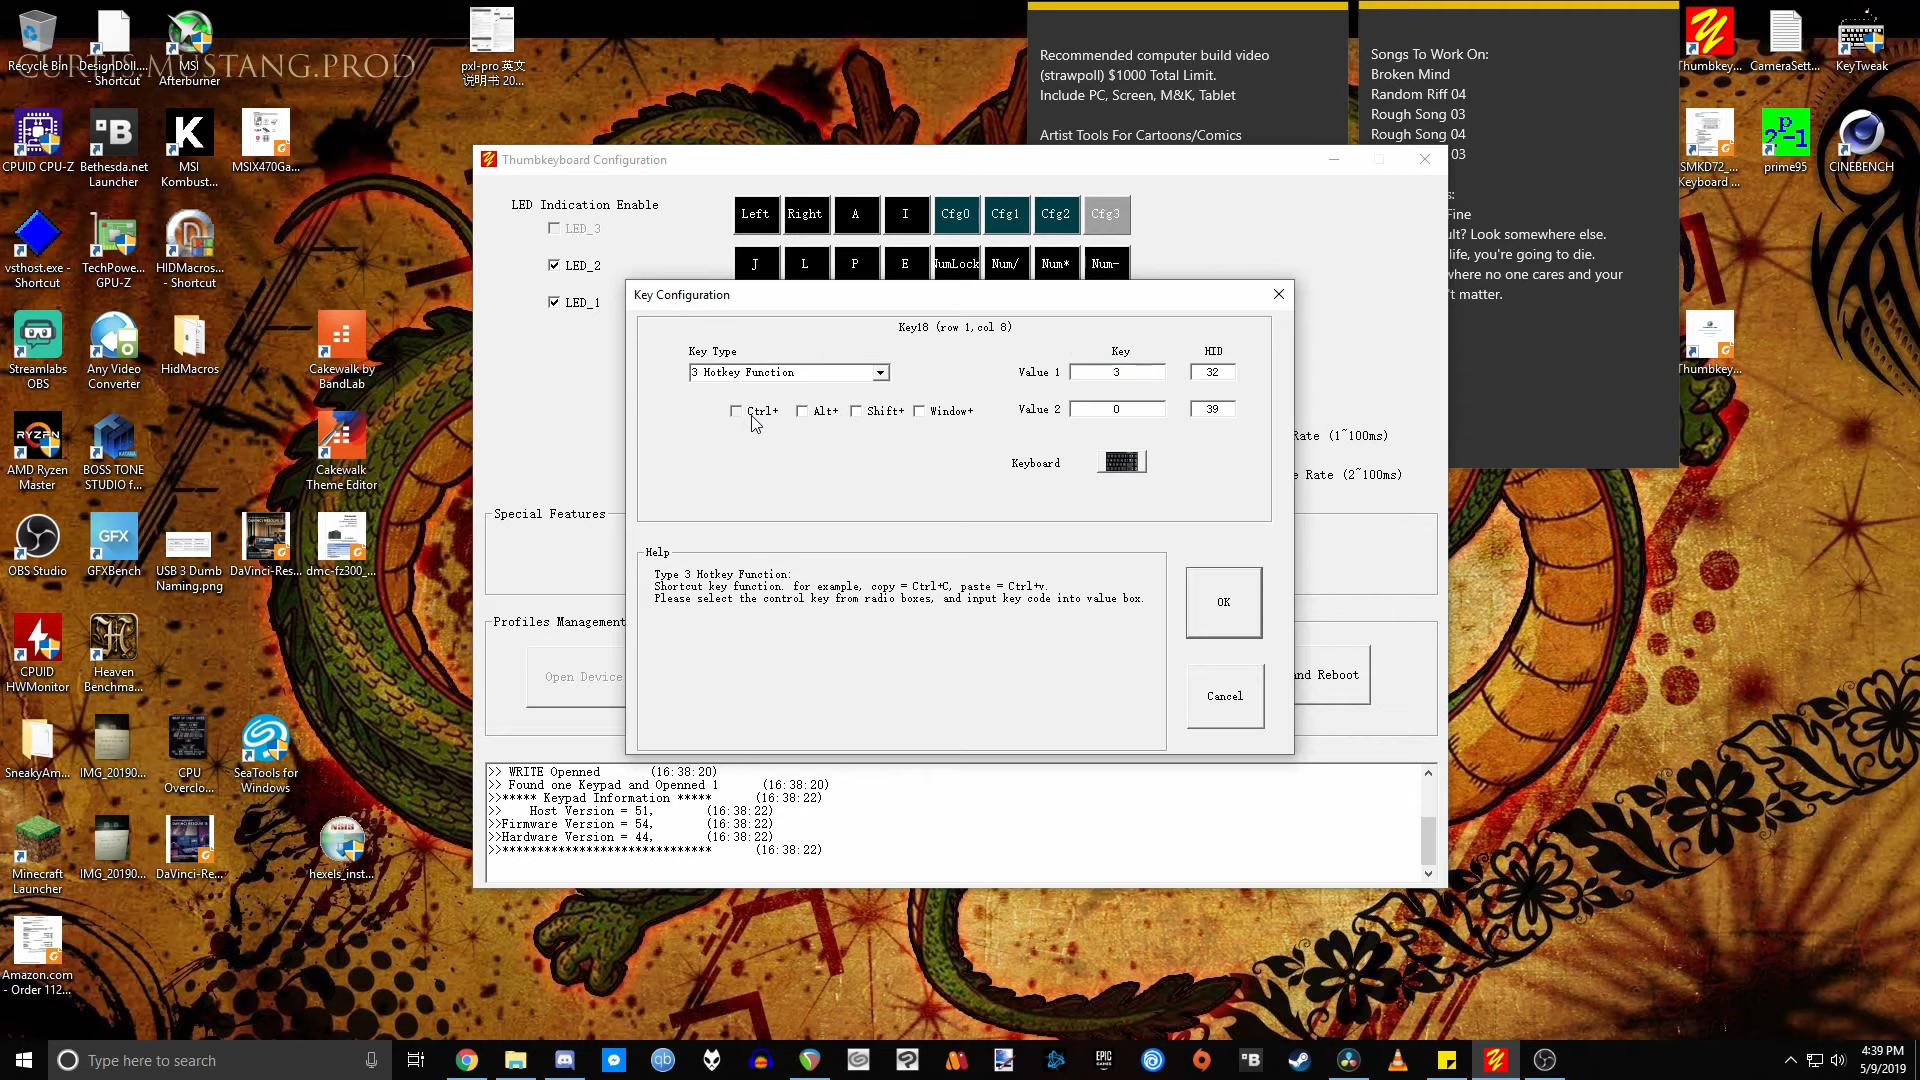 CURTIS.MUSTANG.PROD
Recycle Bin
DesignDoll....
- Shortcut
MSI
Afterburner
pxl-pro 英文
说明书 20...
Recommended computer build video
(strawpoll) $1000 Total Limit.
Include PC, Screen, M&K, Tablet
Artist Tools For Cartoons/Comics
Songs To Work On:
Broken Mind
Random Riff 04
Rough Song 03
Rough Song 04
03
s:
Fine
ult? Look somewhere else.
life, you're going to die.
where no one cares and your
't matter.
Thumbkey...
CameraSett...
KeyTweak
CPUID CPU-Z
Bethesda.net
Launcher
MSI
Kombust...
MSIX470Ga...
SMKD72_...
Keyboard ...
prime95
CINEBENCH
vsthost.exe -
Shortcut
TechPowe...
GPU-Z
HIDMacros...
- Shortcut
Streamlabs
OBS
Any Video
Converter
HidMacros
Cakewalk by
BandLab
Thumbkey...
AMD Ryzen
Master
BOSS TONE
STUDIO f...
Cakewalk
Theme Editor
OBS Studio
GFXBench
USB 3 Dumb
Naming.png
DaVinci-Res...
dmc-fz300_...
CPUID
HWMonitor
Heaven
Benchma...
SneakyAm...
IMG_20190...
CPU
Overclo...
SeaTools for
Windows
Minecraft
Launcher
IMG_20190...
DaVinci-Re...
hexels_inst...
Amazon.com
- Order 112...
Thumbkeyboard Configuration
LED Indication Enable
LED_3
LED_2
LED_1
Left Right A I Cfg0 Cfg1 Cfg2 Cfg3
J L P E NumLock Num/ Num* Num-
Rate (1~100ms)
e Rate (2~100ms)
Special Features
Profiles Management
Open Device
and Reboot
Key Configuration
Key18 (row 1,col 8)
Key Type
Key HID
3 Hotkey Function
Value 1 3 32
Ctrl+ Alt+ Shift+ Window+
Value 2 0 39
Keyboard
Help
Type 3 Hotkey Function:
Shortcut key function. for example, copy = Ctrl+C, paste = Ctrl+v.
Please select the control key from radio boxes, and input key code into value box.
OK
Cancel
>> WRITE Openned (16:38:20)
>> Found one Keypad and Openned 1 (16:38:20)
>>***** Keypad Information ***** (16:38:22)
>> Host Version = 51, (16:38:22)
>>Firmware Version = 54, (16:38:22)
>>Hardware Version = 44, (16:38:22)
>>****************************** (16:38:22)
Type here to search
4:39 PM
5/9/2019